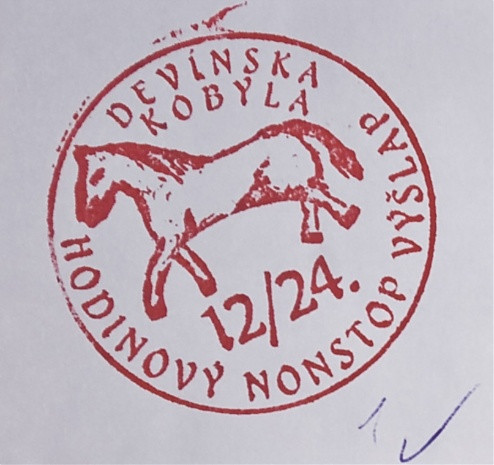 DEVÍNSKA
KOBYLA
12/24.
HODINOVÝ NONSTOP VÝŠLAP